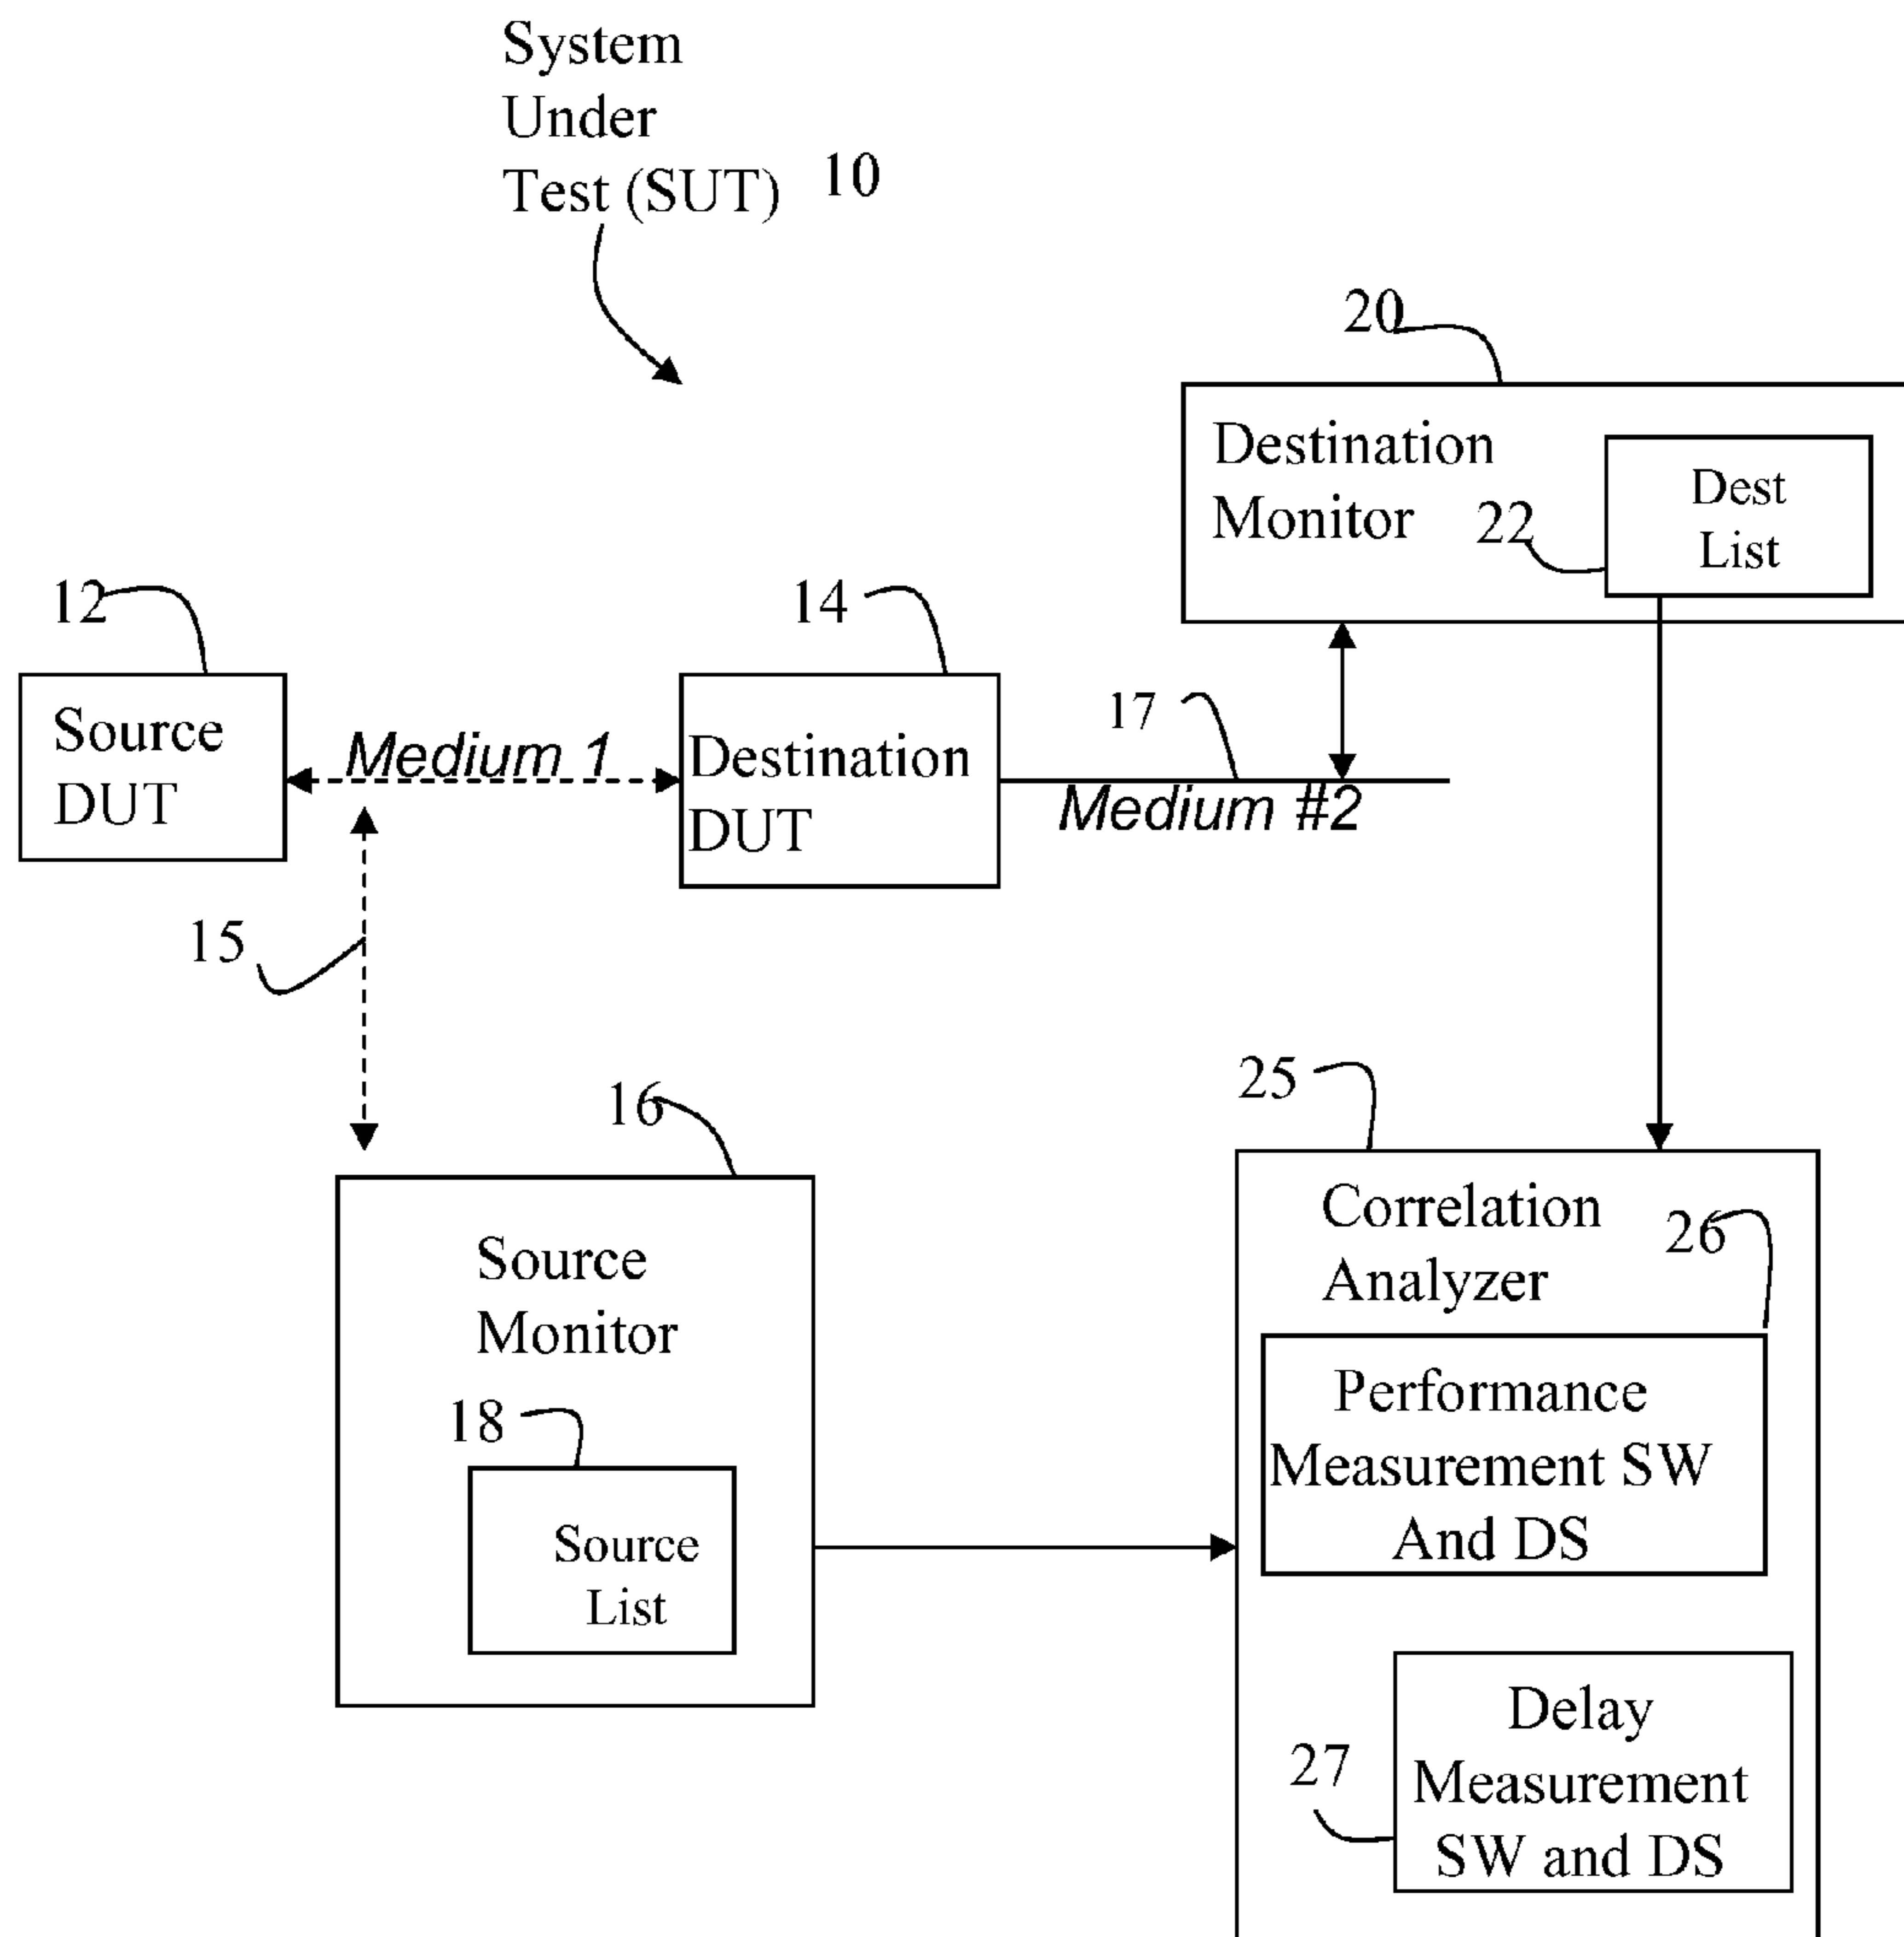 System
Under
Test (SUT)
10
20
Destination
Monitor
22
Dest
List
12
14
Source
DUT
Medium 1
Destination
DUT
17
Medium #2
15
16
25
Source
Monitor
Correlation
Analyzer
26
18
Performance
Measurement SW
And DS
Source
List
27
Delay
Measurement
SW and DS